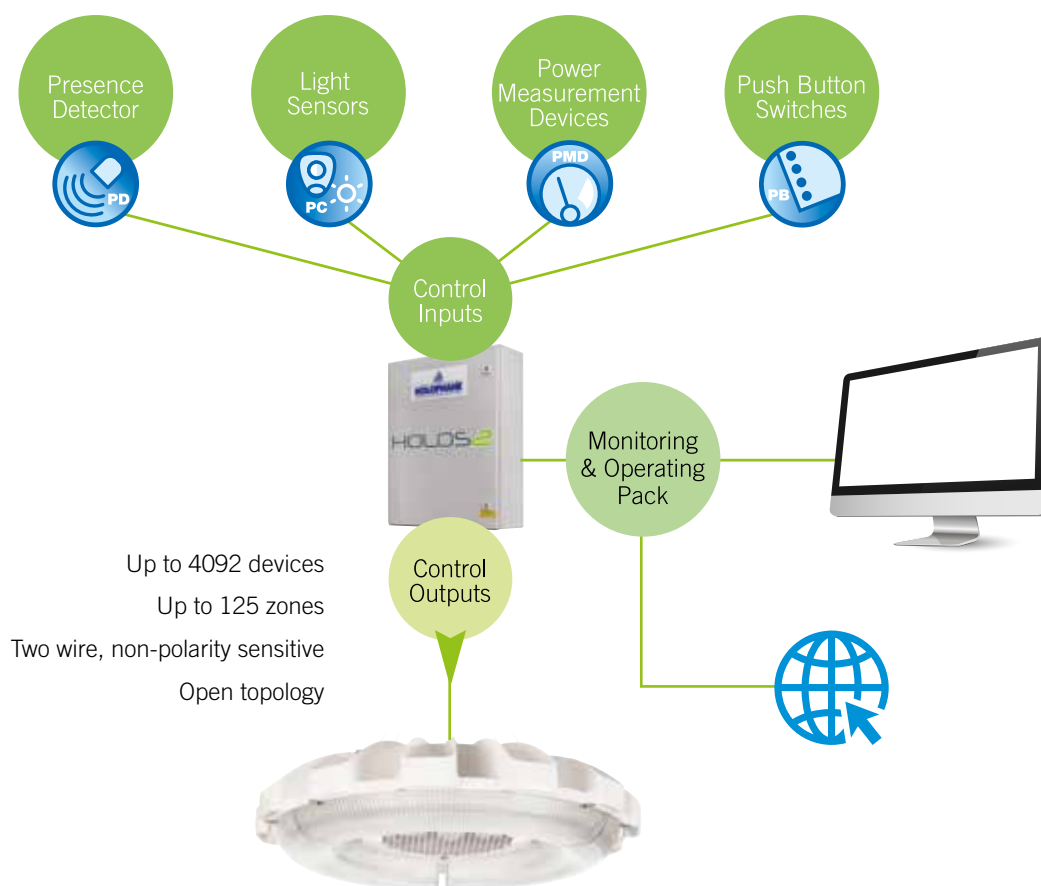 Presence
Detector
Light
Sensors
Power
Measurement
Devices
Push Button
Switches
PD
PC
PMD
PB
Control
Inputs
HOLOPHANE
HOLOS2
Monitoring
& Operating
Pack
Control
Outputs
Up to 4092 devices
Up to 125 zones
Two wire, non-polarity sensitive
Open topology